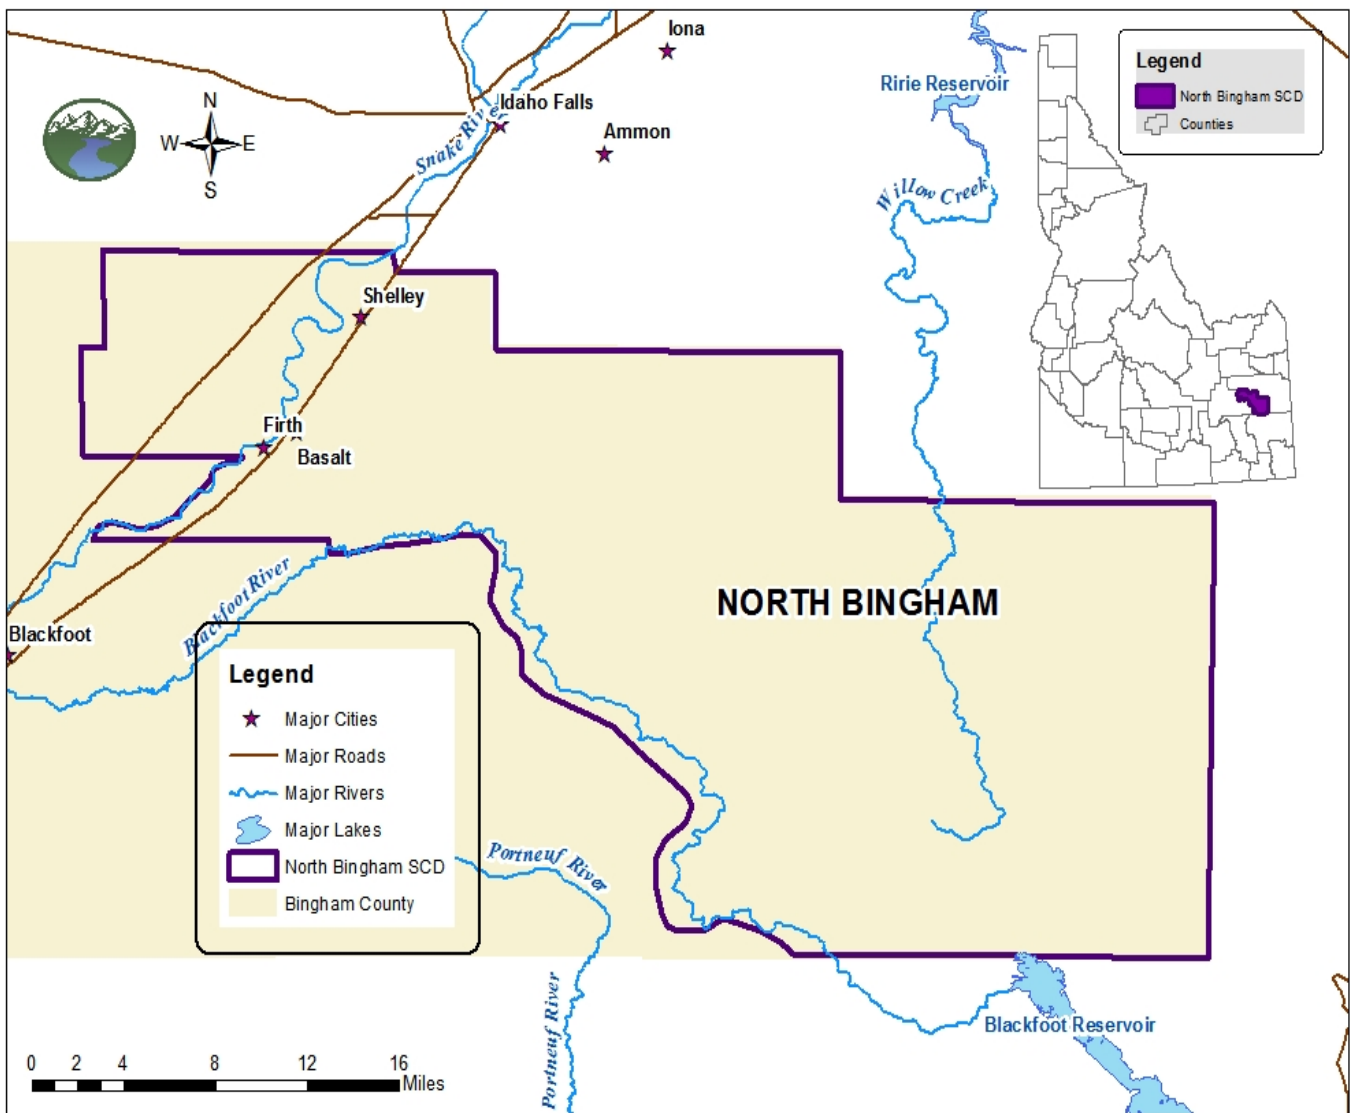 Iona
Ririe Reservoir
Legend
North Bingham SCD
Counties
Idaho Falls
Ammon
N
W
E
S
Snake River
Willow Creek
Shelley
Firth
Basalt
NORTH BINGHAM
Blackfoot River
Blackfoot
Legend
Major Cities
Major Roads
Major Rivers
Major Lakes
North Bingham SCD
Bingham County
Portneuf River
Portneuf River
Blackfoot Reservoir
0 2 4 8 12 16
Miles